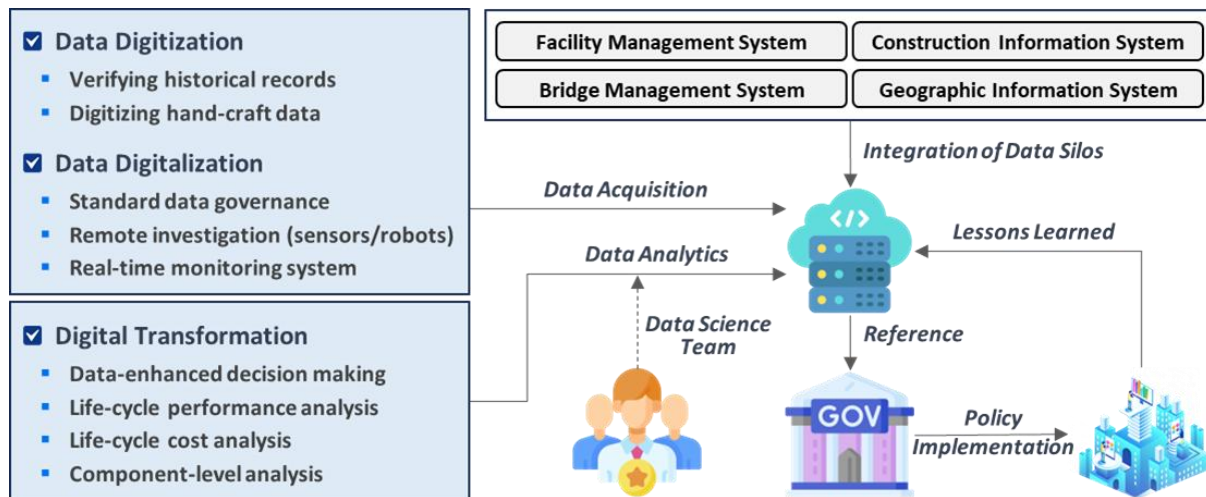 Data Digitization
Verifying historical records
Digitizing hand-craft data
Data Digitalization
Standard data governance
Remote investigation (sensors/robots)
Real-time monitoring system
Digital Transformation
Data-enhanced decision making
Life-cycle performance analysis
Life-cycle cost analysis
Component-level analysis
Facility Management System
Construction Information System
Bridge Management System
Geographic Information System
Integration of Data Silos
Data Acquisition
</>
Lessons Learned
Data Analytics
Data Science
Team
Reference
GOV
Policy
Implementation